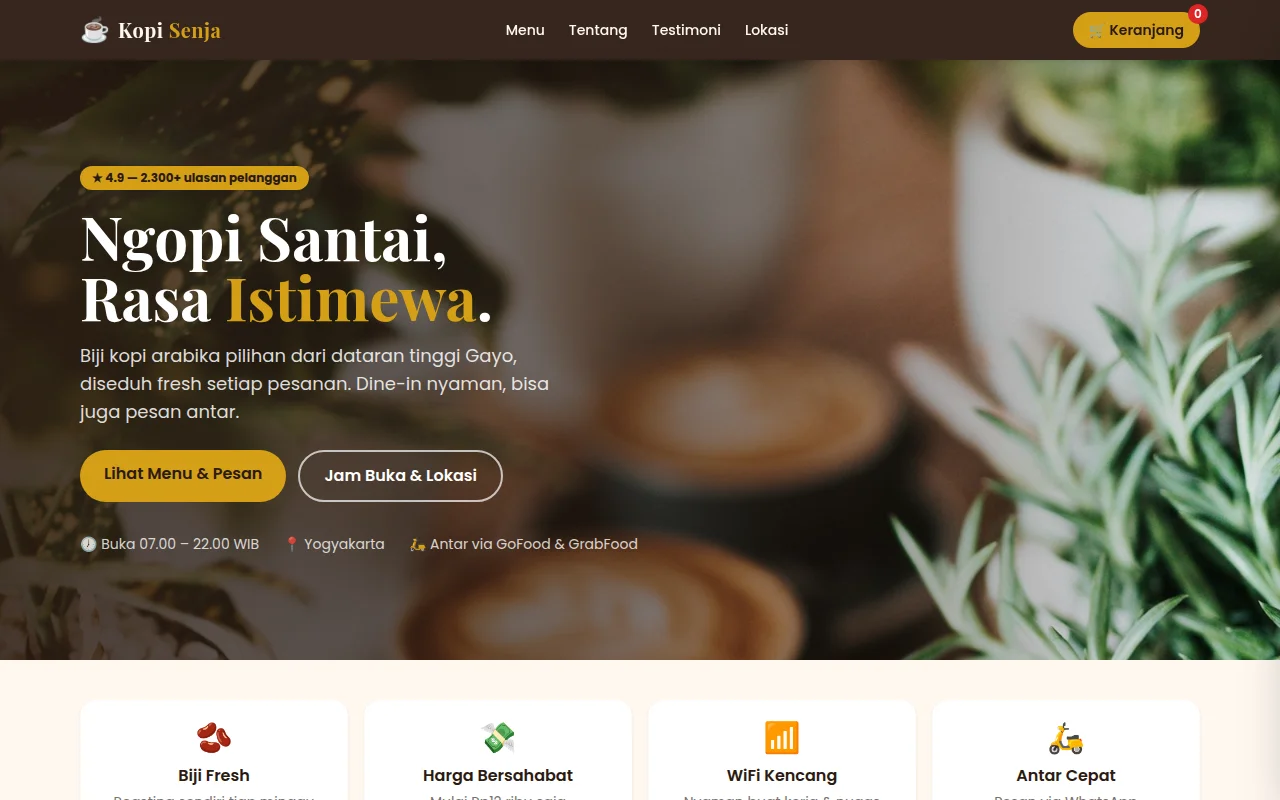 Kopi Senja
Menu
Tentang
Testimoni
Lokasi
Keranjang
0
★ 4.9 — 2.300+ ulasan pelanggan
Ngopi Santai,
Rasa Istimewa.
Biji kopi arabika pilihan dari dataran tinggi Gayo,
diseduh fresh setiap pesanan. Dine-in nyaman, bisa
juga pesan antar.
Lihat Menu & Pesan
Jam Buka & Lokasi
Buka 07.00 – 22.00 WIB
Yogyakarta
Antar via GoFood & GrabFood
Biji Fresh
Harga Bersahabat
WiFi Kencang
Antar Cepat